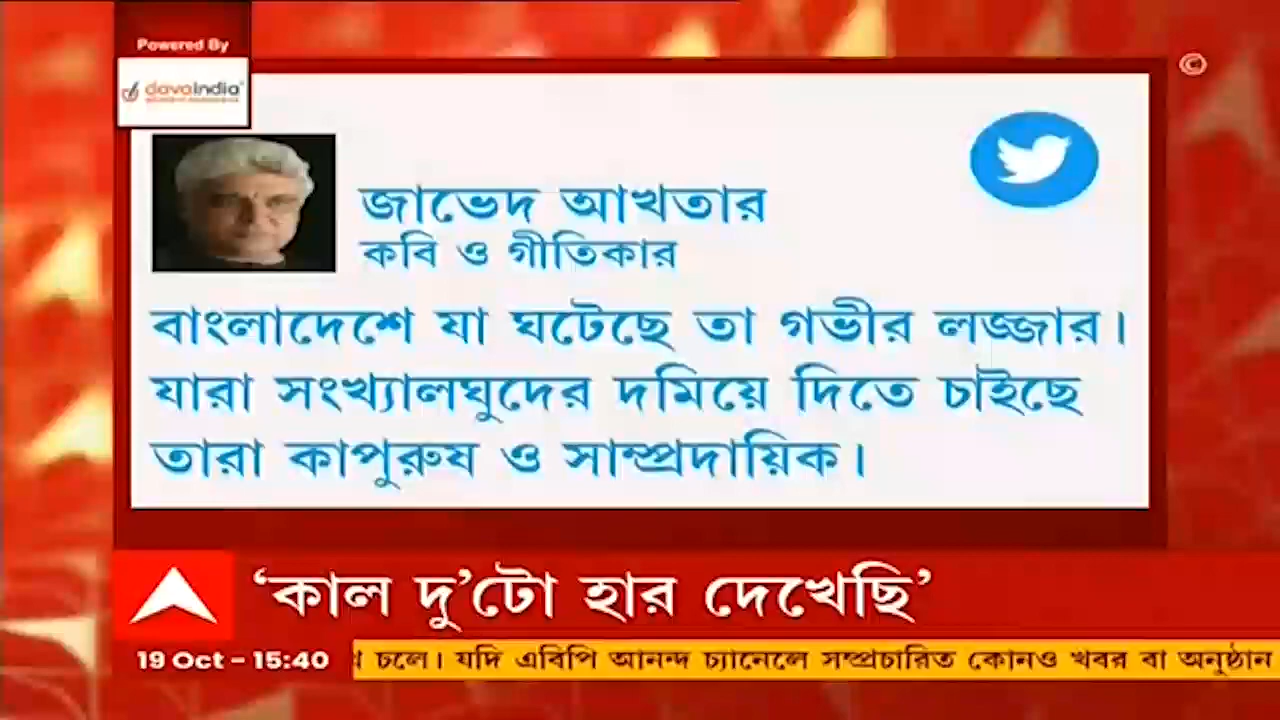 Powered By
davaIndia
জাভেদ আখতার
কবি ও গীতিকার
বাংলাদেশে যা ঘটেছে তা গভীর লজ্জার।
যারা সংখ্যালঘুদের দমিয়ে দিতে চাইছে
তারা কাপুরুষ ও সাম্প্রদায়িক।
‘কাল দু’টো হার দেখেছি’
19 Oct - 15:40
চলে। যদি এবিপি আনন্দ চ্যানেলে সম্প্রচারিত কোনও খবর বা অনুষ্ঠান